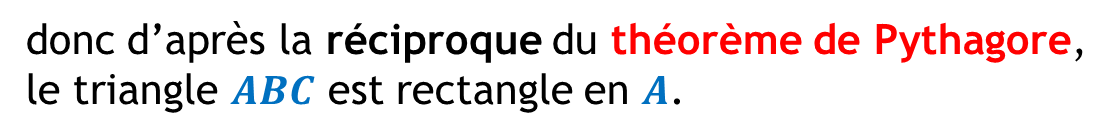 donc d’après la réciproque du théorème de Pythagore,
le triangle ABC est rectangle en A.